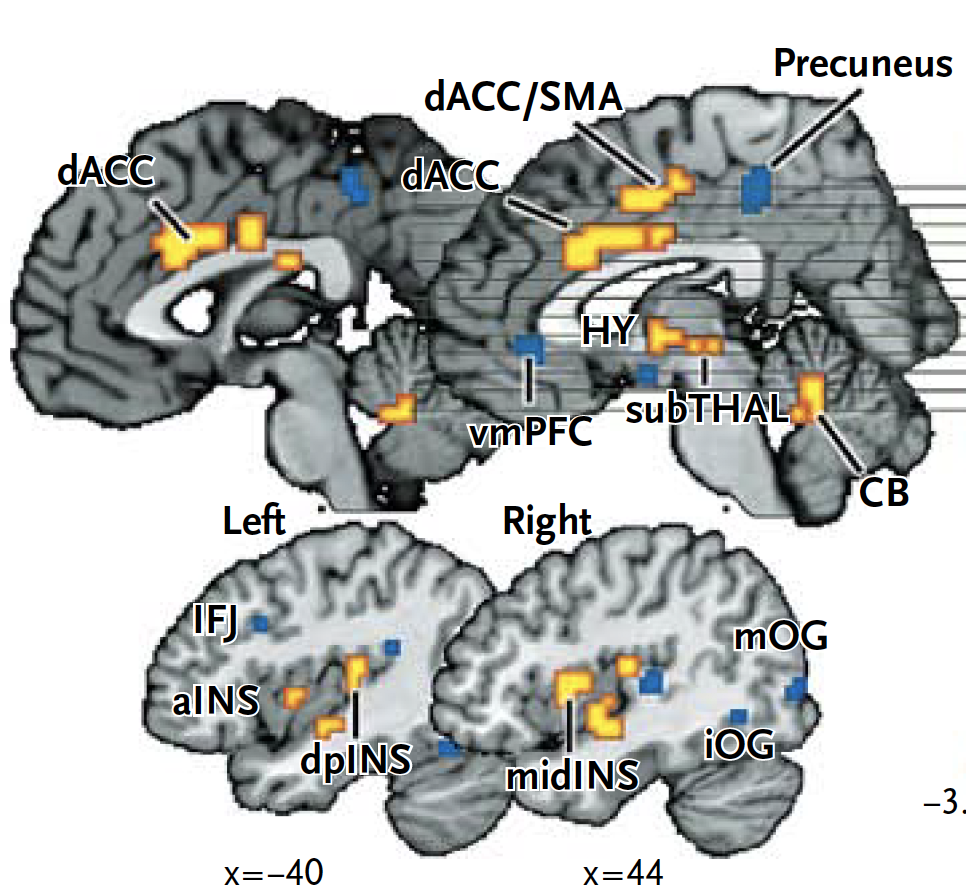 Precuneus
dACC/SMA
dACC
dACC
HY
subTHAL
vmPFC
CB
Left
Right
IFJ
mOG
aINS
iOG
dpINS
midINS
–3.
x=–40
x=44